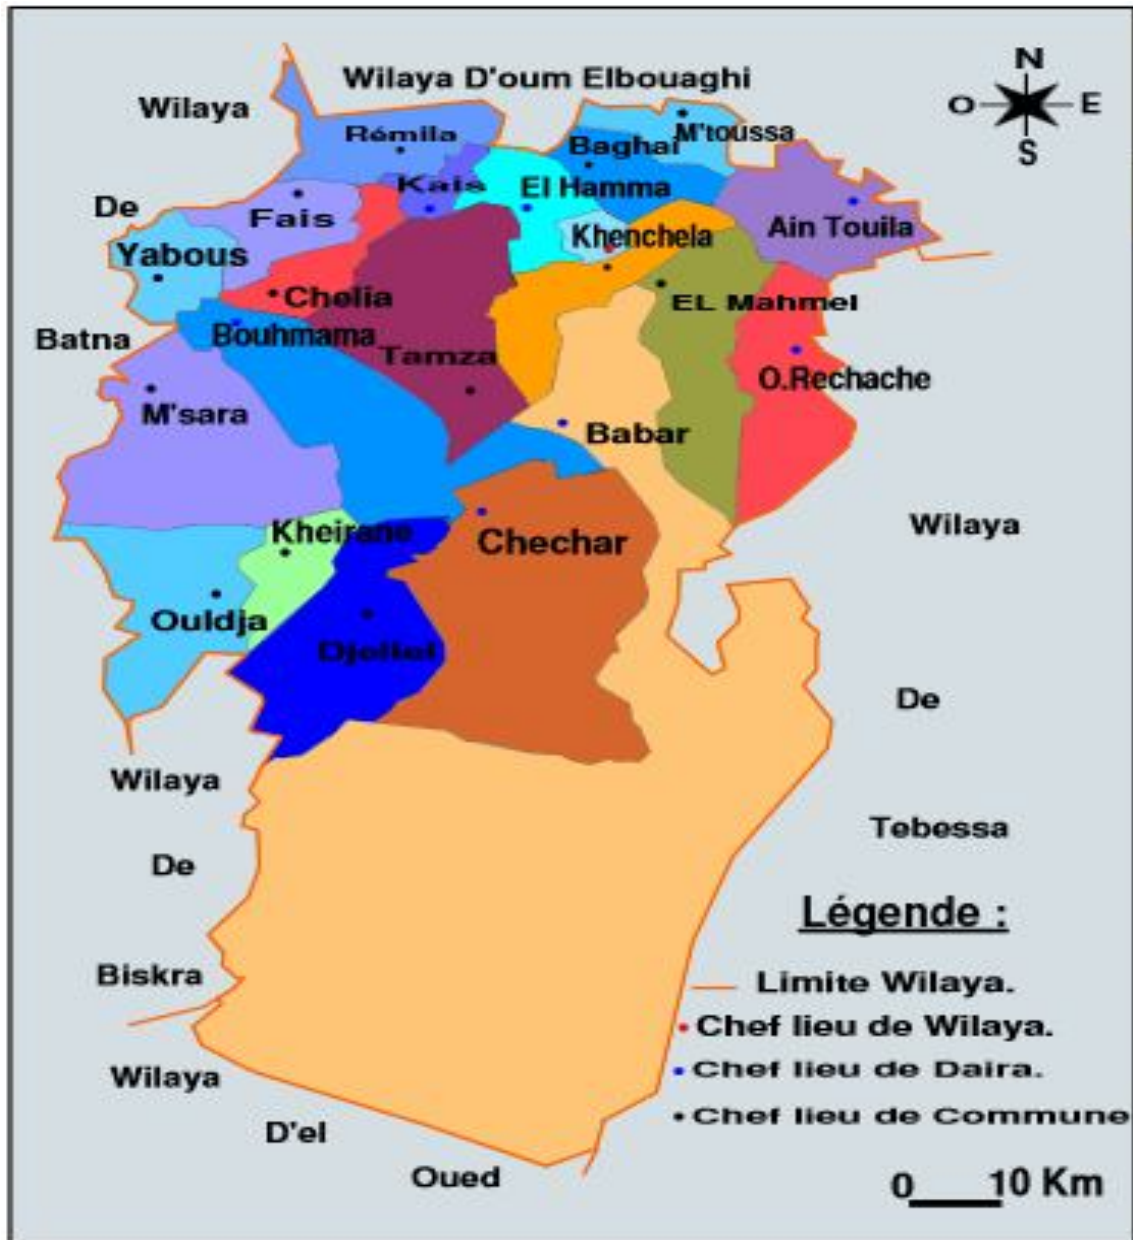 Wilaya D'oum Elbouaghi
N
Wilaya
O
E
M'toussa
Rémila
Baghai
S
Kais
El Hamma
De
Fais
Ain Touila
Khenchela
Yabous
Chelia
EL Mahmel
Bouhmama
Batna
Tamza
O.Rechache
M'sara
Babar
Wilaya
Kheirane
Chechar
Ouldja
Djellel
De
Wilaya
Tebessa
De
Légende :
Biskra
Limite Wilaya.
Chef lieu de Wilaya.
Wilaya
Chef lieu de Daira.
Chef lieu de Commune
D'el
Oued
0 10 Km